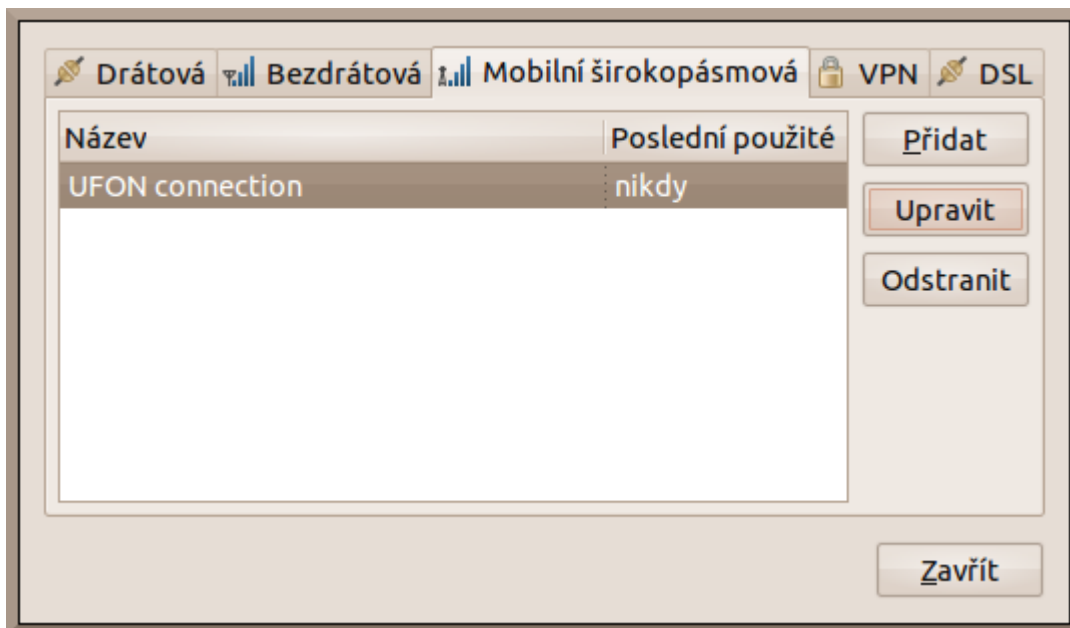 Drátová Bezdrátová Mobilní širokopásmová VPN DSL
Název Poslední použité
UFON connection nikdy
Přidat
Upravit
Odstranit
Zavřít